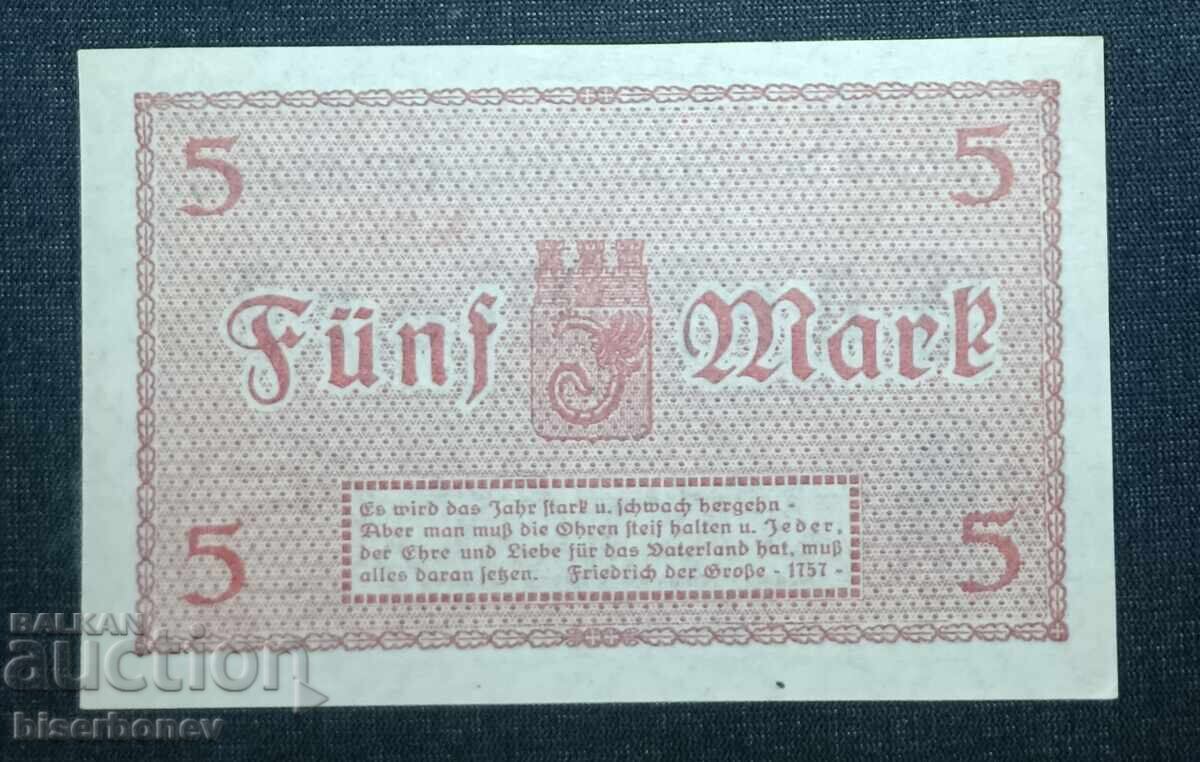 5 5
Fünf Mark
Es wird das Jahr stark u. schwach hergehn -
Aber man muß die Ohren steif halten u. Jeder,
der Ehre und Liebe für das Vaterland hat, muß
alles daran setzen. Friedrich der Große - 1757 -
5 5
BALKAN
auction
biserbonev